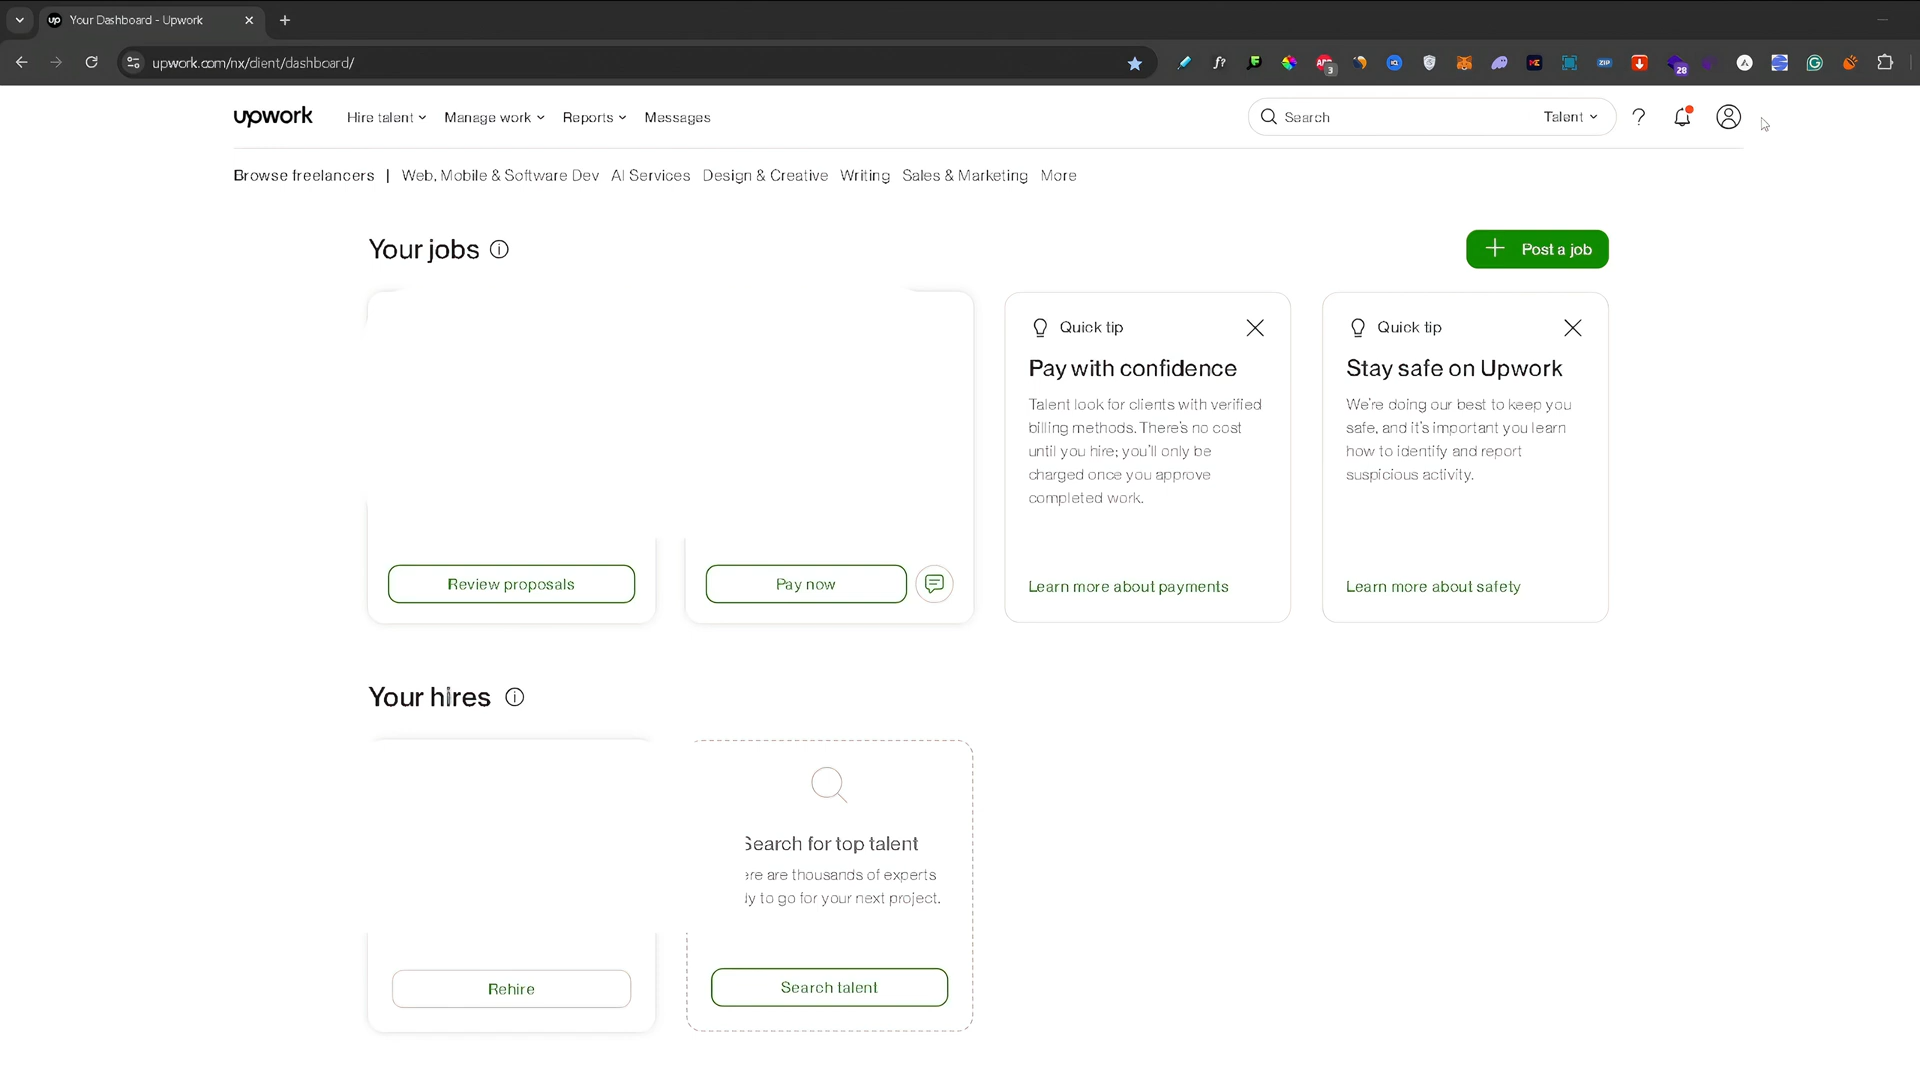 Your Dashboard - Upwork
upwork.com/nx/client/dashboard/
f?
3
ZIP
28
upwork
Hire talent
Manage work
Reports
Messages
Search
Talent
Browse freelancers | Web, Mobile & Software Dev AI Services Design & Creative Writing Sales & Marketing More
Your jobs
Post a job
Quick tip
Pay with confidence
Talent look for clients with verified
billing methods. There's no cost
until you hire; you'll only be
charged once you approve
completed work.
Learn more about payments
Quick tip
Stay safe on Upwork
We're doing our best to keep you
safe, and it's important you learn
how to identify and report
suspicious activity.
Learn more about safety
Review proposals
Pay now
Your hires
Search for top talent
ere are thousands of experts
dy to go for your next project.
Rehire
Search talent